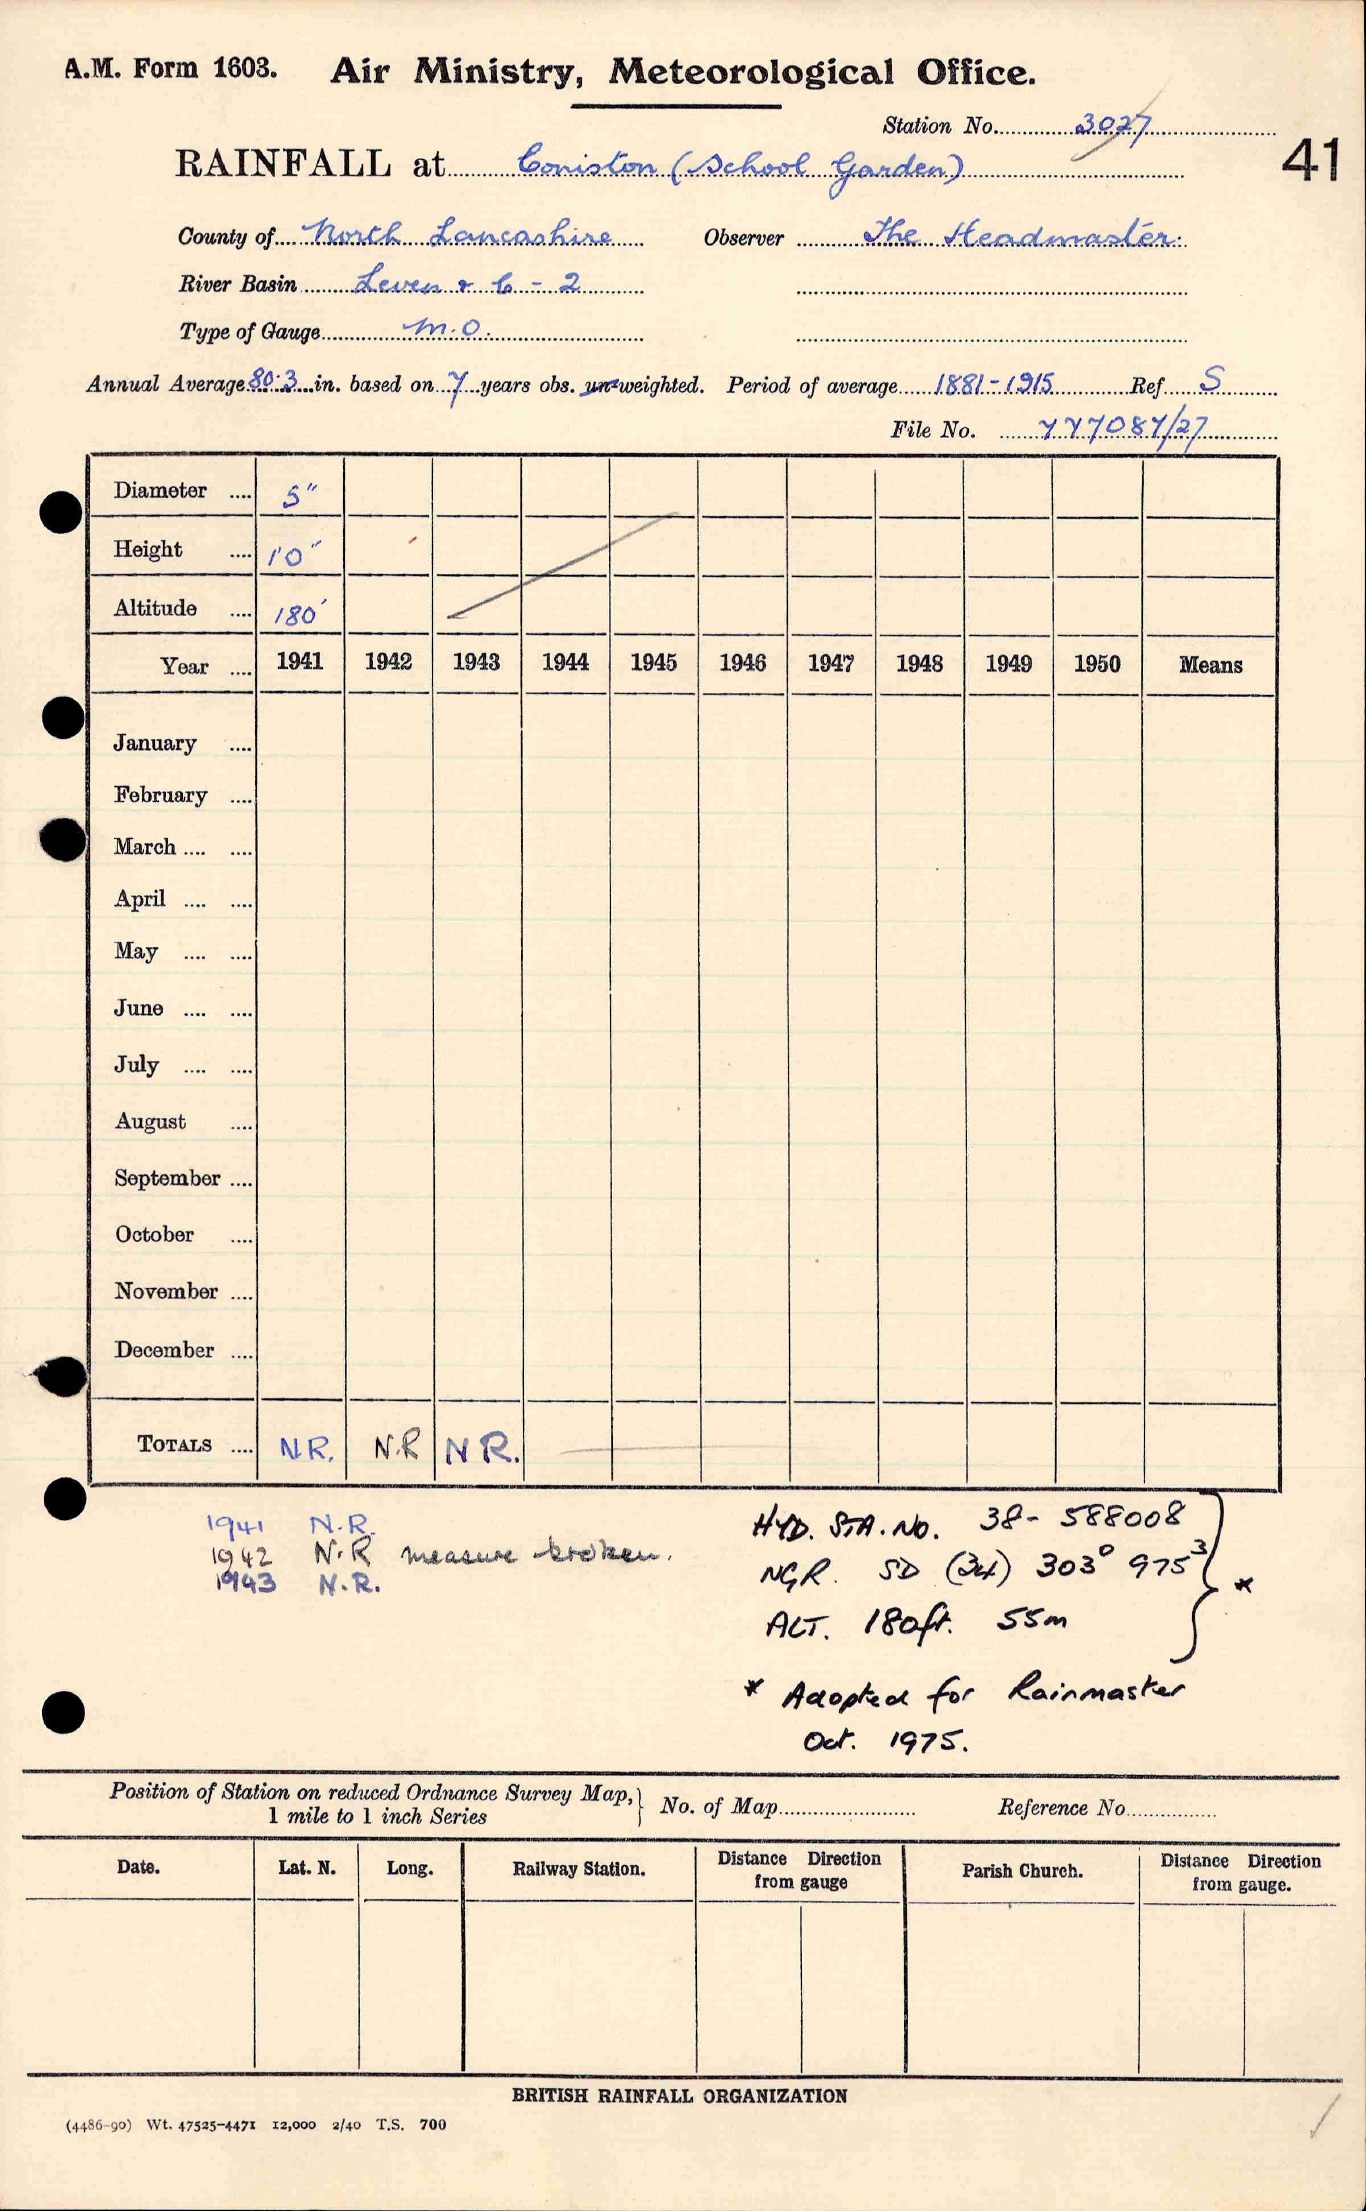 A.M. Form 1603. Air Ministry, Meteorological Office.
Station No. 3027
41
RAINFALL at Coniston (School Garden)
County of North Lancashire Observer The Headmaster.
River Basin Leven & C - 2
Type of Gauge M.O.
Annual Average 80.3 in. based on 7 years obs. un-weighted. Period of average 1881-1915 Ref S
File No. 777087/27
Diameter .... 5"
Height .... 1'0"
Altitude .... 180'
Year .... 1941 1942 1943 1944 1945 1946 1947 1948 1949 1950 Means
January ....
February ....
March .... ....
April .... ....
May .... ....
June .... ....
July .... ....
August ....
September ....
October ....
November ....
December ....
TOTALS .... N.R. N.R N.R.
1941 N.R.
1942 N.R measure broken.
1943 N.R.
HYD. STA. NO. 38- 588008
NGR. SD (34) 303⁰ 975³ *
ALT. 180ft. 55m
* Adopted for Rainmaster
Oct. 1975.
Position of Station on reduced Ordnance Survey Map, 1 mile to 1 inch Series } No. of Map Reference No.
Date. Lat. N. Long. Railway Station. Distance Direction from gauge Parish Church. Distance Direction from gauge.
BRITISH RAINFALL ORGANIZATION
(4486-90) Wt. 47525-4471 12,000 2/40 T.S. 700